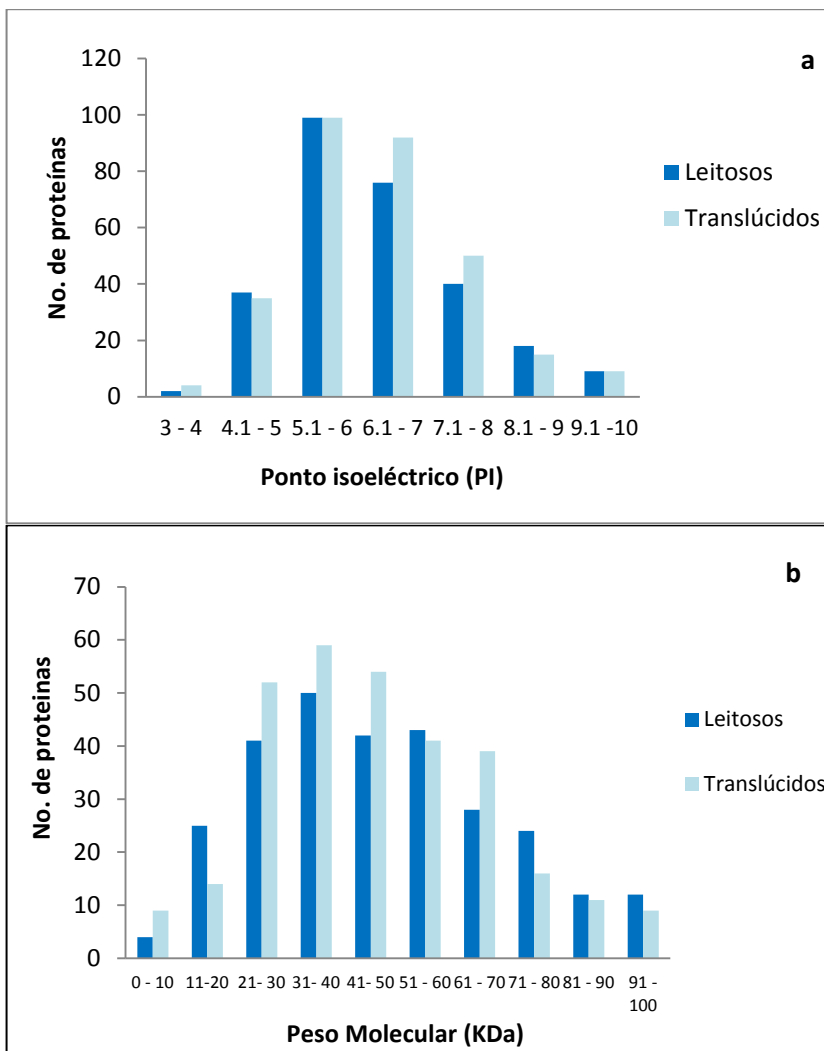 a
120
100
80
60
40
20
0
No. de proteínas
3 - 4 4.1 - 5 5.1 - 6 6.1 - 7 7.1 - 8 8.1 - 9 9.1 -10
Ponto isoeléctrico (PI)
Leitosos
Translúcidos
b
70
60
50
40
30
20
10
0
No. de proteinas
0 - 10 11-20 21- 30 31- 40 41- 50 51 - 60 61 - 70 71 - 80 81 - 90 91 -
100
Peso Molecular (KDa)
Leitosos
Translúcidos